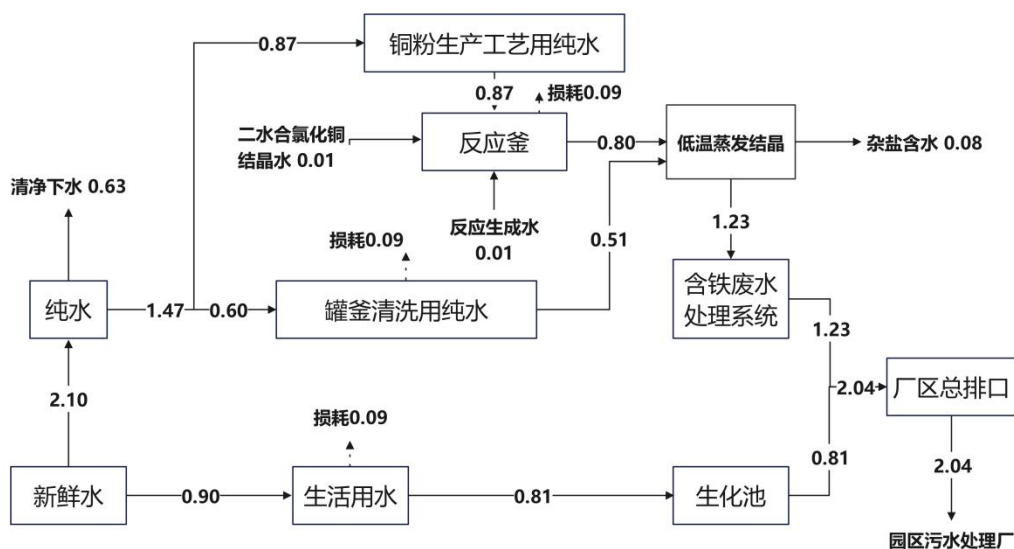 0.87
铜粉生产工艺用纯水
0.87
损耗0.09
二水合氯化铜
结晶水 0.01
反应釜
0.80
低温蒸发结晶
杂盐含水 0.08
清净下水 0.63
反应生成水
0.01
1.23
损耗0.09
0.51
纯水
1.47
0.60
罐釜清洗用纯水
含铁废水
处理系统
1.23
2.10
2.04
厂区总排口
损耗0.09
0.81
2.04
新鲜水
0.90
生活用水
0.81
生化池
园区污水处理厂